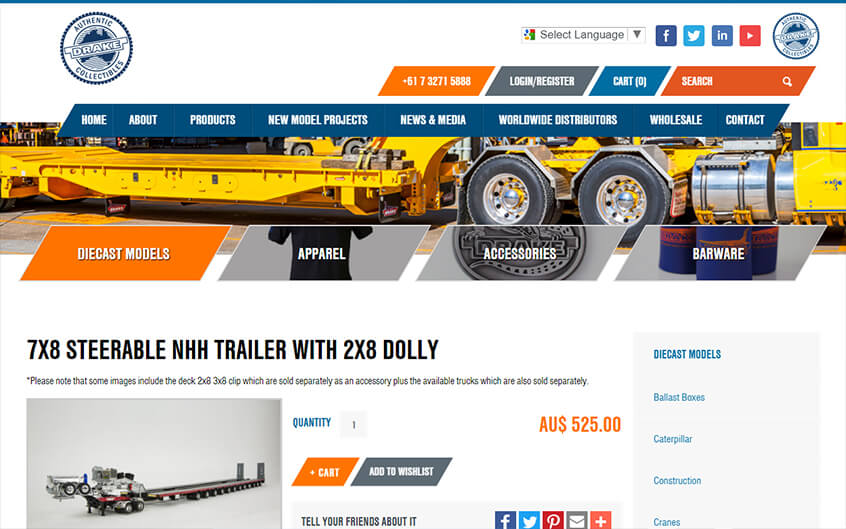 AUTHENTIC
DRAKE
COLLECTIBLES
Select Language ▼
+61 7 3271 5888
LOGIN/REGISTER
CART (0)
SEARCH
HOME
ABOUT
PRODUCTS
NEW MODEL PROJECTS
NEWS & MEDIA
WORLDWIDE DISTRIBUTORS
WHOLESALE
CONTACT
DIECAST MODELS
APPAREL
DRAKE
ACCESSORIES
BARWARE
7X8 STEERABLE NHH TRAILER WITH 2X8 DOLLY
*Please note that some images include the deck 2x8 3x8 clip which are sold separately as an accessory plus the available trucks which are also sold separately.
QUANTITY 1
AU$ 525.00
+ CART
ADD TO WISHLIST
TELL YOUR FRIENDS ABOUT IT
DIECAST MODELS
Ballast Boxes
Caterpillar
Construction
Cranes